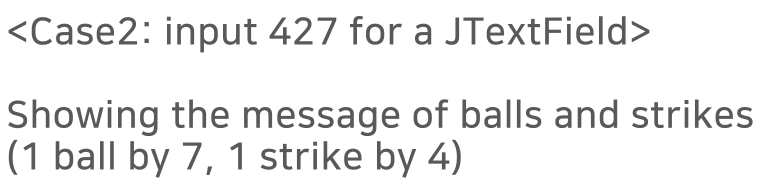 <Case2: input 427 for a JTextField>
Showing the message of balls and strikes
(1 ball by 7, 1 strike by 4)